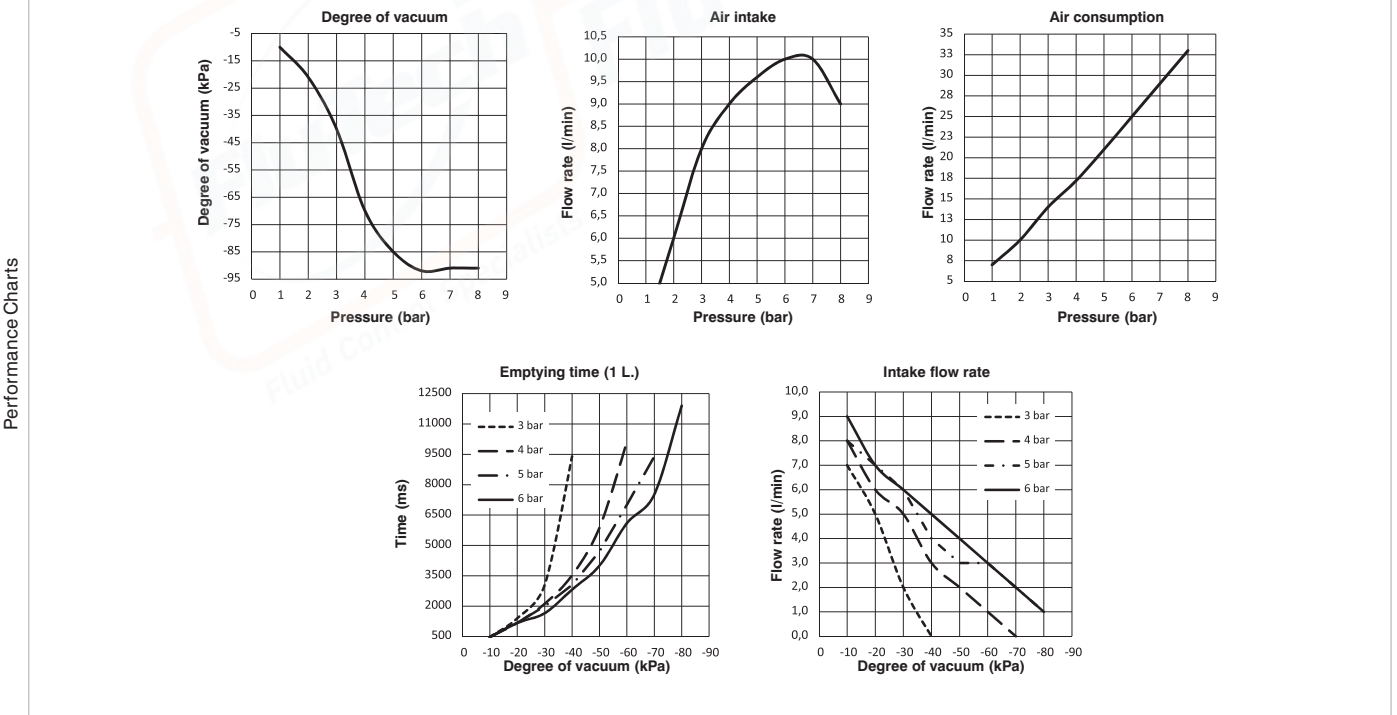 Performance Charts
Degree of vacuum
Degree of vacuum (kPa)
-5
-15
-25
-35
-45
-55
-65
-75
-85
-95
0 1 2 3 4 5 6 7 8 9
Pressure (bar)
Air intake
Flow rate (l/min)
10,5
10,0
9,5
9,0
8,5
8,0
7,5
7,0
6,5
6,0
5,5
5,0
0 1 2 3 4 5 6 7 8 9
Pressure (bar)
Air consumption
Flow rate (l/min)
35
33
30
28
25
23
20
18
15
13
10
8
5
0 1 2 3 4 5 6 7 8 9
Pressure (bar)
Emptying time (1 L.)
Time (ms)
12500
11000
9500
8000
6500
5000
3500
2000
500
3 bar
4 bar
5 bar
6 bar
0 -10 -20 -30 -40 -50 -60 -70 -80 -90
Degree of vacuum (kPa)
Intake flow rate
Flow rate (l/min)
10,0
9,0
8,0
7,0
6,0
5,0
4,0
3,0
2,0
1,0
0,0
3 bar
4 bar
5 bar
6 bar
0 -10 -20 -30 -40 -50 -60 -70 -80 -90
Degree of vacuum (kPa)